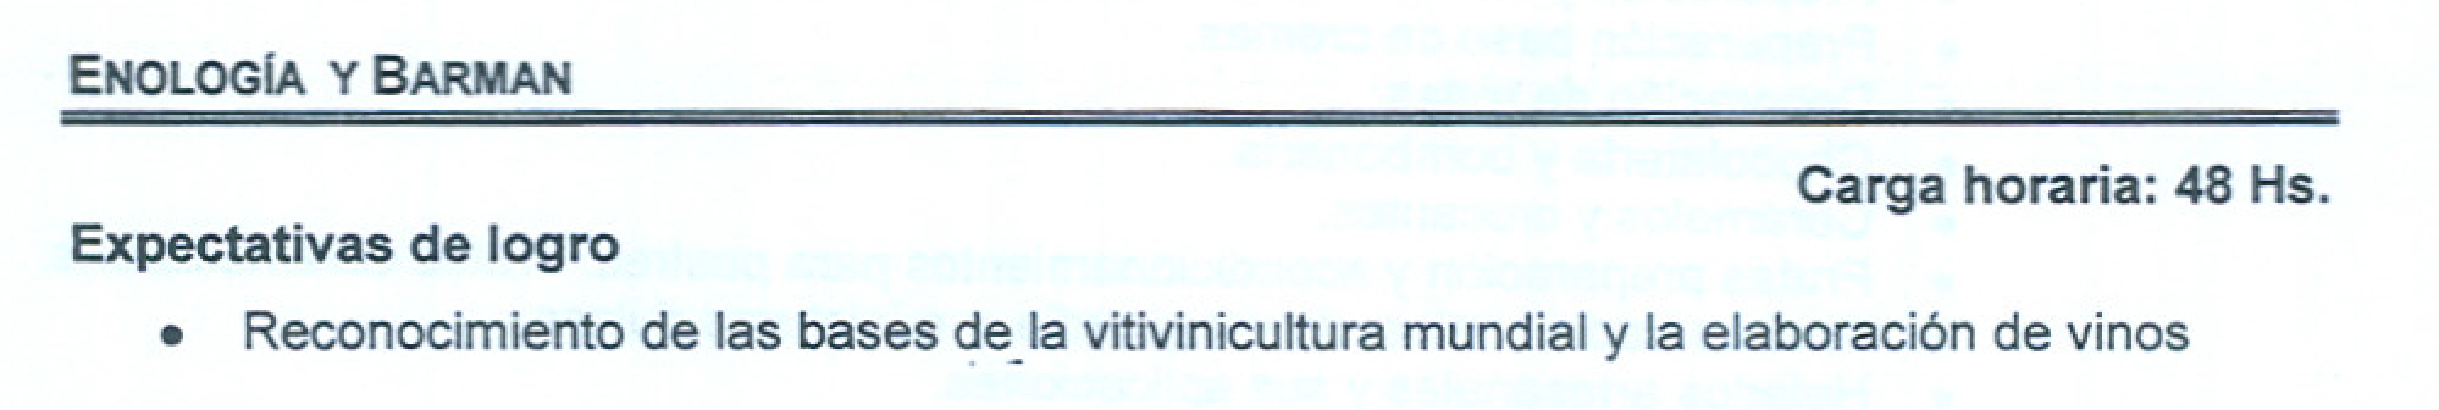 ENOLOGÍA Y BARMAN
Carga horaria: 48 Hs.
Expectativas de logro
• Reconocimiento de las bases de la vitivinicultura mundial y la elaboración de vinos